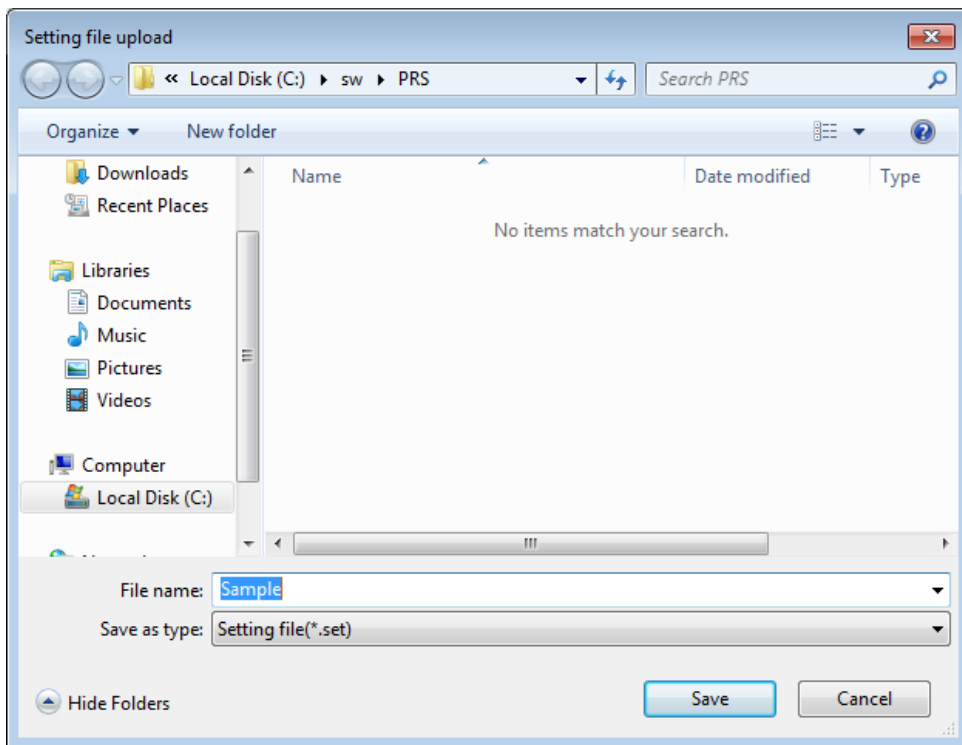 Setting file upload
« Local Disk (C:) ▸ sw ▸ PRS
Search PRS
Organize
New folder
Downloads
Recent Places
Libraries
Documents
Music
Pictures
Videos
Computer
Local Disk (C:)
Name
Date modified
Type
No items match your search.
File name: Sample
Save as type: Setting file(*.set)
Hide Folders
Save
Cancel